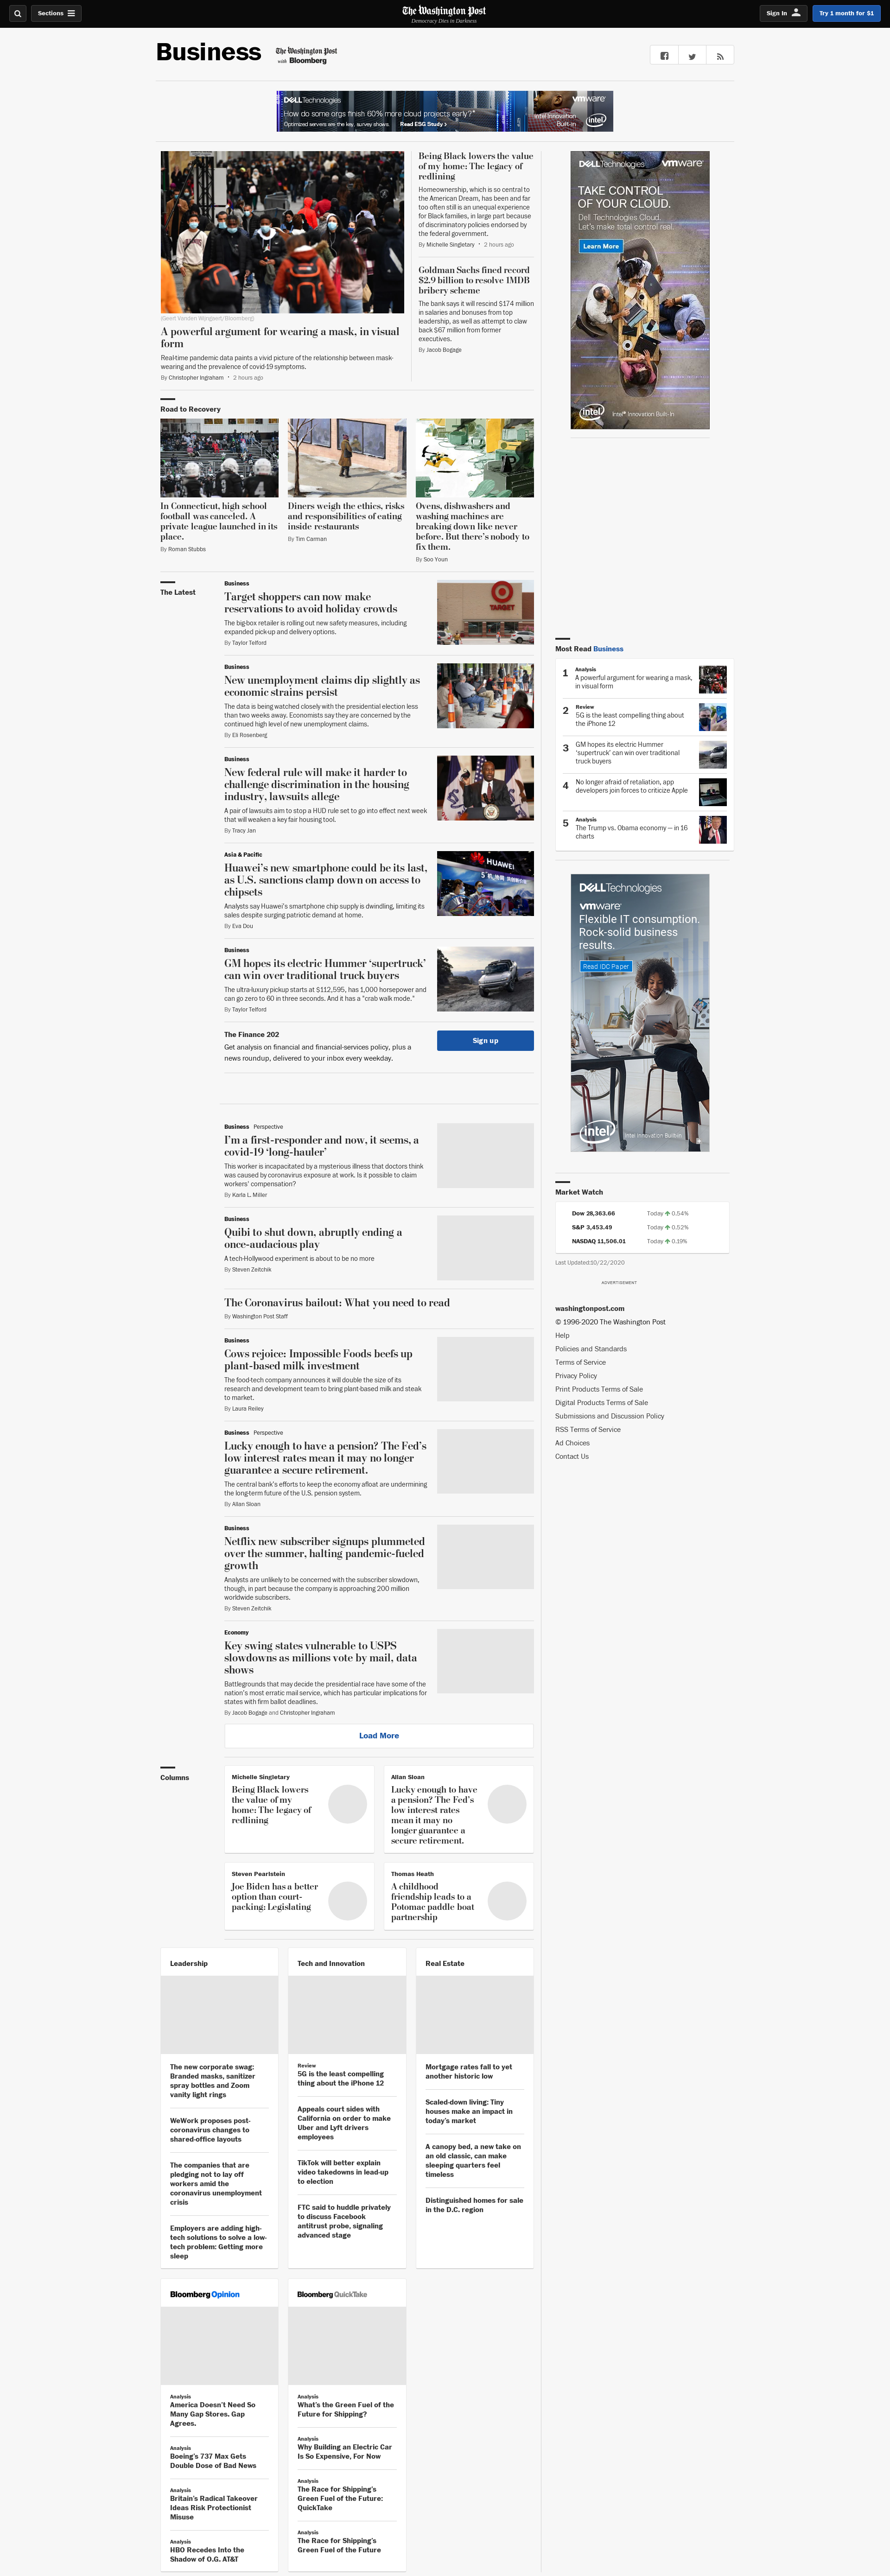 Sections
The Washington Post
Democracy Dies in Darkness
Sign In
Try 1 month for $1
Business
The Washington Post
with Bloomberg
DELLTechnologies
vmware
How do some orgs finish 60% more cloud projects early?*
Optimized servers are the key, survey shows.
Read ESG Study >
Intel Innovation
Built-in
intel
(Geert Vanden Wijngaert/Bloomberg)
A powerful argument for wearing a mask, in visual
form
Real-time pandemic data paints a vivid picture of the relationship between mask-
wearing and the prevalence of covid-19 symptoms.
By Christopher Ingraham • 2 hours ago
Being Black lowers the value
of my home: The legacy of
redlining
Homeownership, which is so central to
the American Dream, has been and far
too often still is an unequal experience
for Black families, in large part because
of discriminatory policies endorsed by
the federal government.
By Michelle Singletary • 2 hours ago
Goldman Sachs fined record
$2.9 billion to resolve 1MDB
bribery scheme
The bank says it will rescind $174 million
in salaries and bonuses from top
leadership, as well as attempt to claw
back $67 million from former
executives.
By Jacob Bogage
DELLTechnologies
vmware
TAKE CONTROL
OF YOUR CLOUD.
Dell Technologies Cloud.
Let's make total control real.
Learn More
intel
Intel® Innovation Built-in
Road to Recovery
In Connecticut, high school
football was canceled. A
private league launched in its
place.
By Roman Stubbs
Diners weigh the ethics, risks
and responsibilities of eating
inside restaurants
By Tim Carman
Ovens, dishwashers and
washing machines are
breaking down like never
before. But there's nobody to
fix them.
By Soo Youn
The Latest
Business
Target shoppers can now make
reservations to avoid holiday crowds
The big-box retailer is rolling out new safety measures, including
expanded pick-up and delivery options.
By Taylor Telford
TARGET
Business
New unemployment claims dip slightly as
economic strains persist
The data is being watched closely with the presidential election less
than two weeks away. Economists say they are concerned by the
continued high level of new unemployment claims.
By Eli Rosenberg
Business
New federal rule will make it harder to
challenge discrimination in the housing
industry, lawsuits allege
A pair of lawsuits aim to stop a HUD rule set to go into effect next week
that will weaken a key fair housing tool.
By Tracy Jan
Asia & Pacific
Huawei's new smartphone could be its last,
as U.S. sanctions clamp down on access to
chipsets
Analysts say Huawei's smartphone chip supply is dwindling, limiting its
sales despite surging patriotic demand at home.
By Eva Dou
HUAWEI
Business
GM hopes its electric Hummer 'supertruck'
can win over traditional truck buyers
The ultra-luxury pickup starts at $112,595, has 1,000 horsepower and
can go zero to 60 in three seconds. And it has a "crab walk mode."
By Taylor Telford
The Finance 202
Get analysis on financial and financial-services policy, plus a
news roundup, delivered to your inbox every weekday.
Sign up
Most Read Business
1
Analysis
A powerful argument for wearing a mask,
in visual form
2
Review
5G is the least compelling thing about
the iPhone 12
3
GM hopes its electric Hummer
'supertruck' can win over traditional
truck buyers
4
No longer afraid of retaliation, app
developers join forces to criticize Apple
5
Analysis
The Trump vs. Obama economy — in 16
charts
DELLTechnologies
vmware
Flexible IT consumption.
Rock-solid business
results.
Read IDC Paper
intel
Intel Innovation Built-in
Business Perspective
I'm a first-responder and now, it seems, a
covid-19 'long-hauler'
This worker is incapacitated by a mysterious illness that doctors think
was caused by coronavirus exposure at work. Is it possible to claim
workers' compensation?
By Karla L. Miller
Business
Quibi to shut down, abruptly ending a
once-audacious play
A tech-Hollywood experiment is about to be no more
By Steven Zeitchik
The Coronavirus bailout: What you need to read
By Washington Post Staff
Business
Cows rejoice: Impossible Foods beefs up
plant-based milk investment
The food-tech company announces it will double the size of its
research and development team to bring plant-based milk and steak
to market.
By Laura Reiley
Business Perspective
Lucky enough to have a pension? The Fed's
low interest rates mean it may no longer
guarantee a secure retirement.
The central bank's efforts to keep the economy afloat are undermining
the long-term future of the U.S. pension system.
By Allan Sloan
Business
Netflix new subscriber signups plummeted
over the summer, halting pandemic-fueled
growth
Analysts are unlikely to be concerned with the subscriber slowdown,
though, in part because the company is approaching 200 million
worldwide subscribers.
By Steven Zeitchik
Economy
Key swing states vulnerable to USPS
slowdowns as millions vote by mail, data
shows
Battlegrounds that may decide the presidential race have some of the
nation's most erratic mail service, which has particular implications for
states with firm ballot deadlines.
By Jacob Bogage and Christopher Ingraham
Load More
Market Watch
Dow 28,363.66 Today 0.54%
S&P 3,453.49 Today 0.52%
NASDAQ 11,506.01 Today 0.19%
Last Updated:10/22/2020
ADVERTISEMENT
washingtonpost.com
© 1996-2020 The Washington Post
Help
Policies and Standards
Terms of Service
Privacy Policy
Print Products Terms of Sale
Digital Products Terms of Sale
Submissions and Discussion Policy
RSS Terms of Service
Ad Choices
Contact Us
Columns
Michelle Singletary
Being Black lowers
the value of my
home: The legacy of
redlining
Allan Sloan
Lucky enough to have
a pension? The Fed's
low interest rates
mean it may no
longer guarantee a
secure retirement.
Steven Pearlstein
Joe Biden has a better
option than court-
packing: Legislating
Thomas Heath
A childhood
friendship leads to a
Potomac paddle boat
partnership
Leadership
The new corporate swag:
Branded masks, sanitizer
spray bottles and Zoom
vanity light rings
WeWork proposes post-
coronavirus changes to
shared-office layouts
The companies that are
pledging not to lay off
workers amid the
coronavirus unemployment
crisis
Employers are adding high-
tech solutions to solve a low-
tech problem: Getting more
sleep
Tech and Innovation
Review
5G is the least compelling
thing about the iPhone 12
Appeals court sides with
California on order to make
Uber and Lyft drivers
employees
TikTok will better explain
video takedowns in lead-up
to election
FTC said to huddle privately
to discuss Facebook
antitrust probe, signaling
advanced stage
Real Estate
Mortgage rates fall to yet
another historic low
Scaled-down living: Tiny
houses make an impact in
today's market
A canopy bed, a new take on
an old classic, can make
sleeping quarters feel
timeless
Distinguished homes for sale
in the D.C. region
Bloomberg Opinion
Analysis
America Doesn't Need So
Many Gap Stores. Gap
Agrees.
Analysis
Boeing's 737 Max Gets
Double Dose of Bad News
Analysis
Britain's Radical Takeover
Ideas Risk Protectionist
Misuse
Analysis
HBO Recedes Into the
Shadow of O.G. AT&T
Bloomberg QuickTake
Analysis
What's the Green Fuel of the
Future for Shipping?
Analysis
Why Building an Electric Car
Is So Expensive, For Now
Analysis
The Race for Shipping's
Green Fuel of the Future:
QuickTake
Analysis
The Race for Shipping's
Green Fuel of the Future